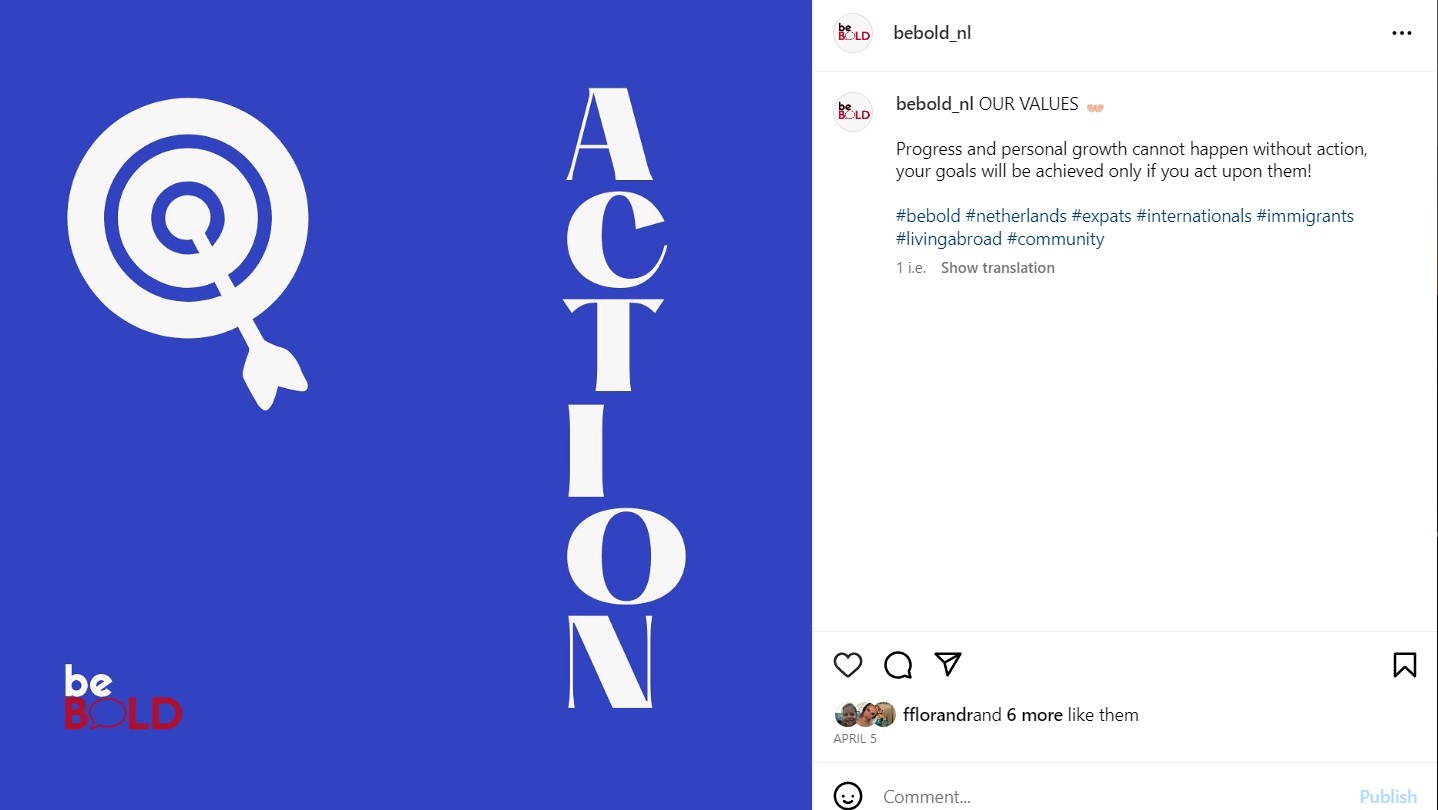 A
C
T
I
O
N
be
BOLD
be
BOLD
bebold_nl
be
BOLD
bebold_nl OUR VALUES
Progress and personal growth cannot happen without action,
your goals will be achieved only if you act upon them!
#bebold #netherlands #expats #internationals #immigrants
#livingabroad #community
1 i.e. Show translation
fflorandrand 6 more like them
APRIL 5
Comment...
Publish